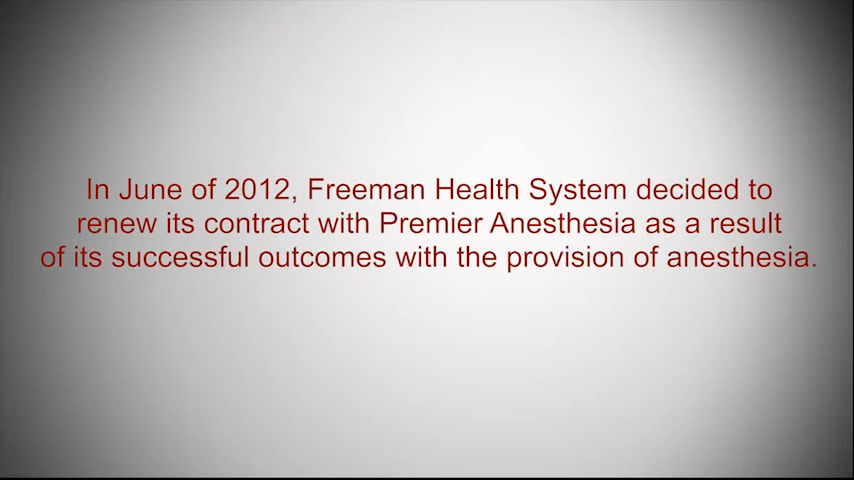 In June of 2012, Freeman Health System decided to
renew its contract with Premier Anesthesia as a result
of its successful outcomes with the provision of anesthesia.